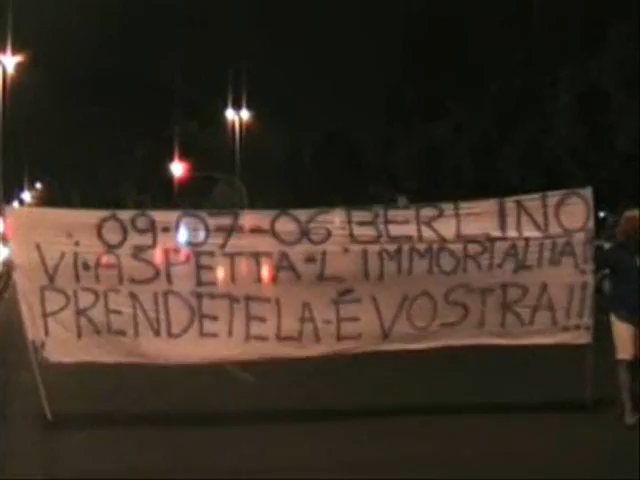 09-07-06 BERLINO
VI·ASPETTA-L'IMMORTALITA!
PRENDETELA-É VOSTRA!!!